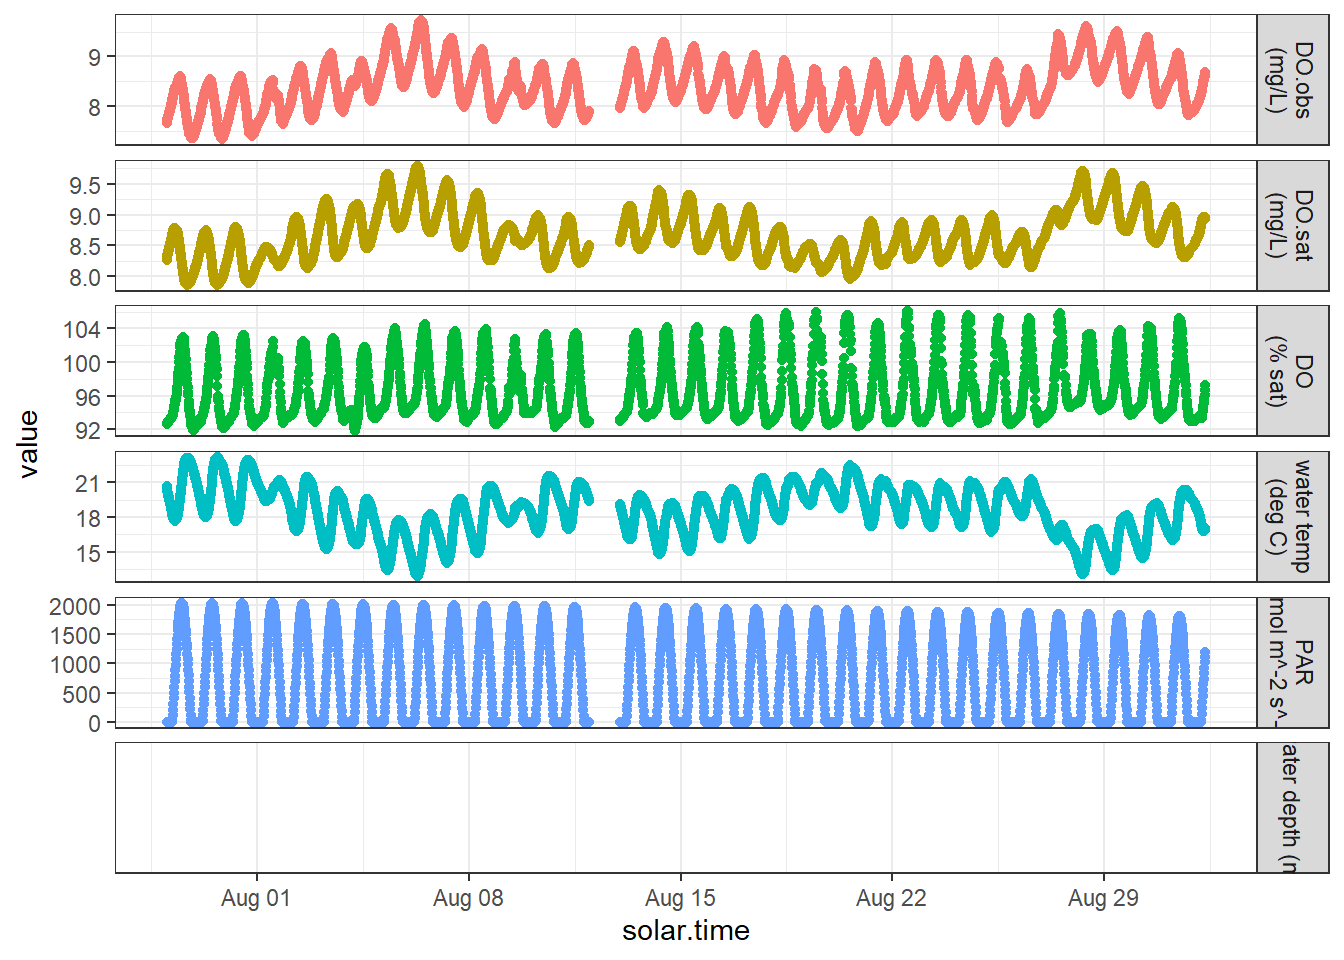 value
9
8
DO.obs
(mg/L)
9.5
9.0
8.5
8.0
DO.sat
(mg/L)
104
100
96
92
DO
(% sat)
21
18
15
water temp
(deg C)
2000
1500
1000
500
0
PAR
mol m^-2 s^-
ater depth (m
Aug 01
Aug 08
Aug 15
Aug 22
Aug 29
solar.time